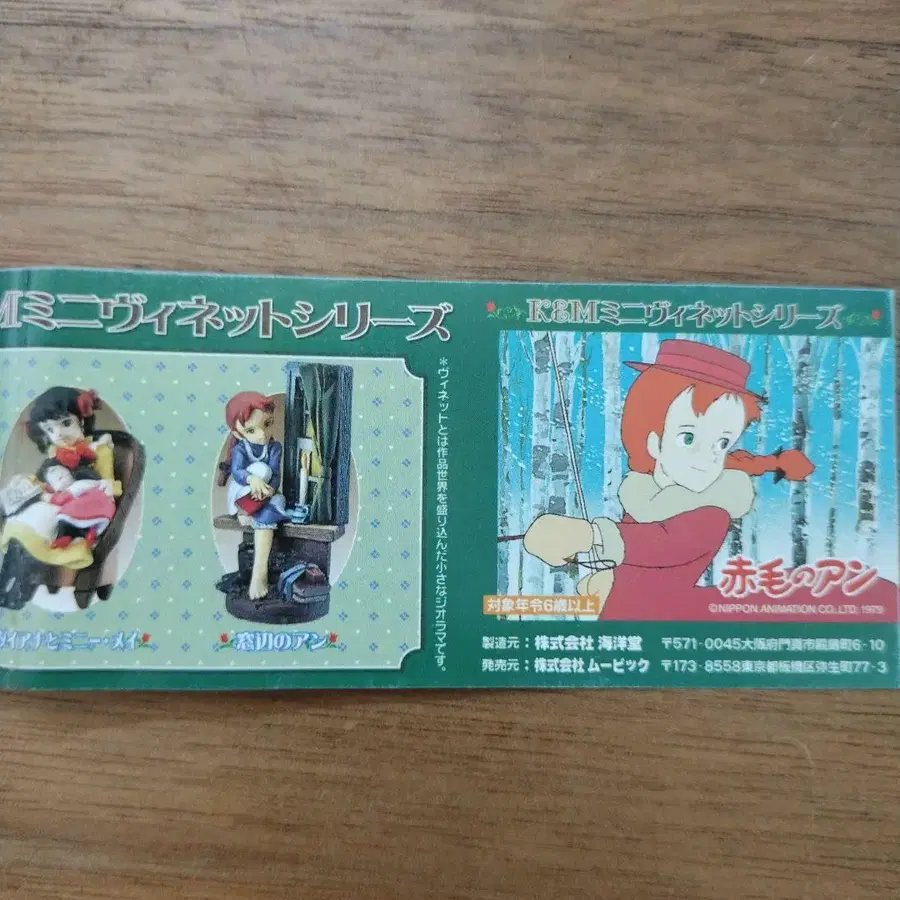 Mミニヴィネットシリーズ
*ヴィネットとは作品世界を盛り込んだ小さなジオラマです。
イアナとミニー・メイ
窓辺のアン
K&Mミニヴィネットシリーズ
赤毛のアン
©NIPPON ANIMATION CO.,LTD. 1979
対象年令6歳以上
製造元：株式会社 海洋堂 〒571-0045大阪府門真市殿島町6-10
発売元：株式会社 ムービック 〒173-8558東京都板橋区弥生町77-3